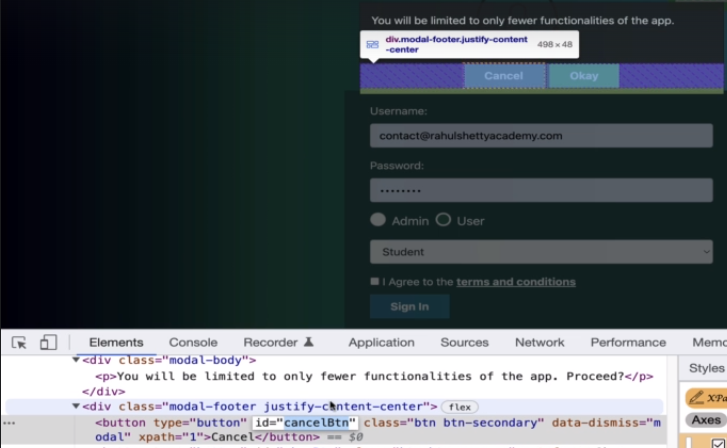 You will be limited to only fewer functionalities of the app.
div.modal-footer.justify-content
-center
498 × 48
Cancel Okay
Username:
contact@rahulshettyacademy.com
Password:
••••••••
Admin User
Student
I Agree to the terms and conditions
Sign In
Elements Console Recorder Application Sources Network Performance Memo
<div class="modal-body">
<p>You will be limited to only fewer functionalities of the app. Proceed?</p>
</div>
<div class="modal-footer justify-content-center"> flex
<button type="button" id="cancelBtn" class="btn btn-secondary" data-dismiss="m
odal" xpath="1">Cancel</button> == $0
Styles
XPa
Axes